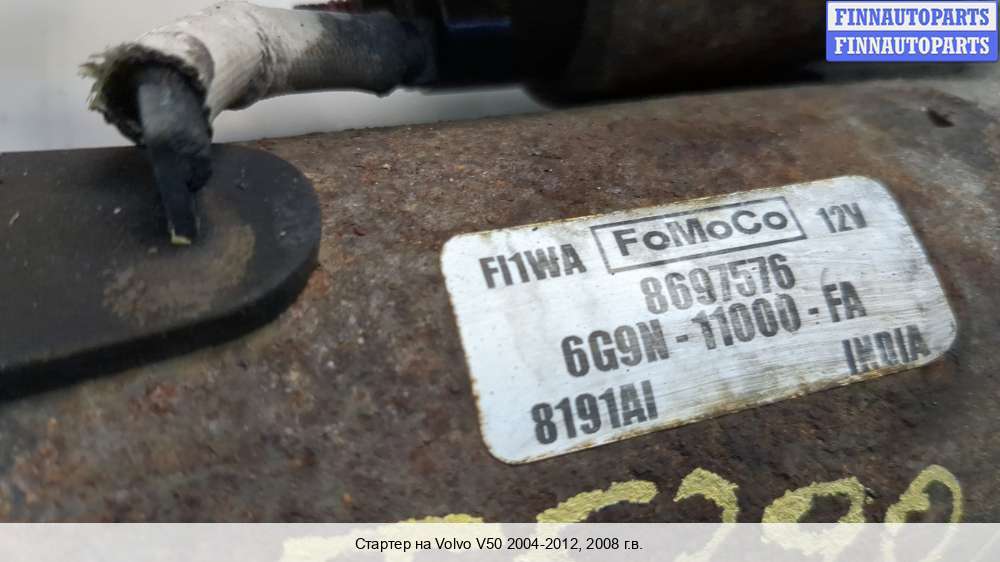 FINNAUTOPARTS
FINNAUTOPARTS
FI1WA FoMoCo 12V
8697576
6G9N-11000-FA
8191AI INDIA
Стартер на Volvo V50 2004-2012, 2008 г.в.